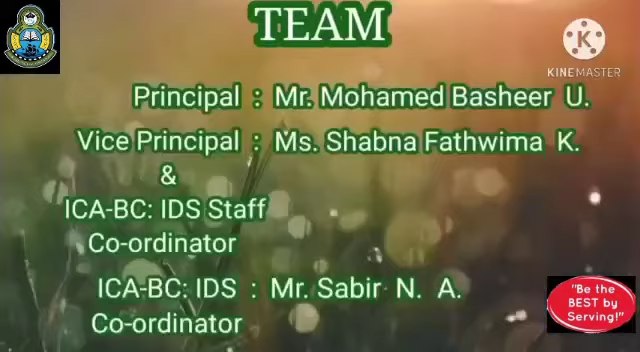 TEAM
K
KINEMASTER
Principal : Mr. Mohamed Basheer U.
Vice Principal : Ms. Shabna Fathwima K.
&
ICA-BC: IDS Staff
Co-ordinator
ICA-BC: IDS : Mr. Sabir N. A.
Co-ordinator
"Be the
BEST by
Serving!"